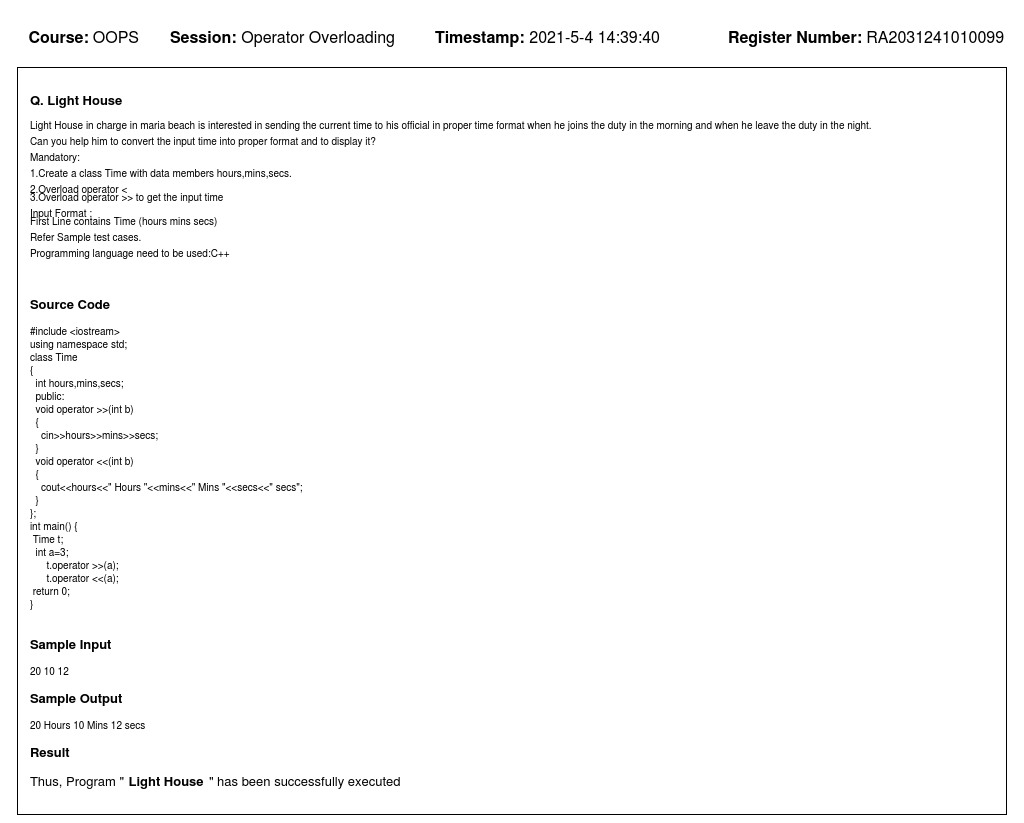 Course: OOPS Session: Operator Overloading Timestamp: 2021-5-4 14:39:40 Register Number: RA2031241010099
Q. Light House
Light House in charge in maria beach is interested in sending the current time to his official in proper time format when he joins the duty in the morning and when he leave the duty in the night.
Can you help him to convert the input time into proper format and to display it?
Mandatory:
1.Create a class Time with data members hours,mins,secs.
2.Overload operator <
3.Overload operator >> to get the input time
Input Format :
First Line contains Time (hours mins secs)
Refer Sample test cases.
Programming language need to be used:C++
Source Code
#include <iostream>
using namespace std;
class Time
{
int hours,mins,secs;
public:
void operator >>(int b)
{
cin>>hours>>mins>>secs;
}
void operator <<(int b)
{
cout<<hours<<" Hours "<<mins<<" Mins "<<secs<<" secs";
}
};
int main() {
Time t;
int a=3;
t.operator >>(a);
t.operator <<(a);
return 0;
}
Sample Input
20 10 12
Sample Output
20 Hours 10 Mins 12 secs
Result
Thus, Program " Light House " has been successfully executed